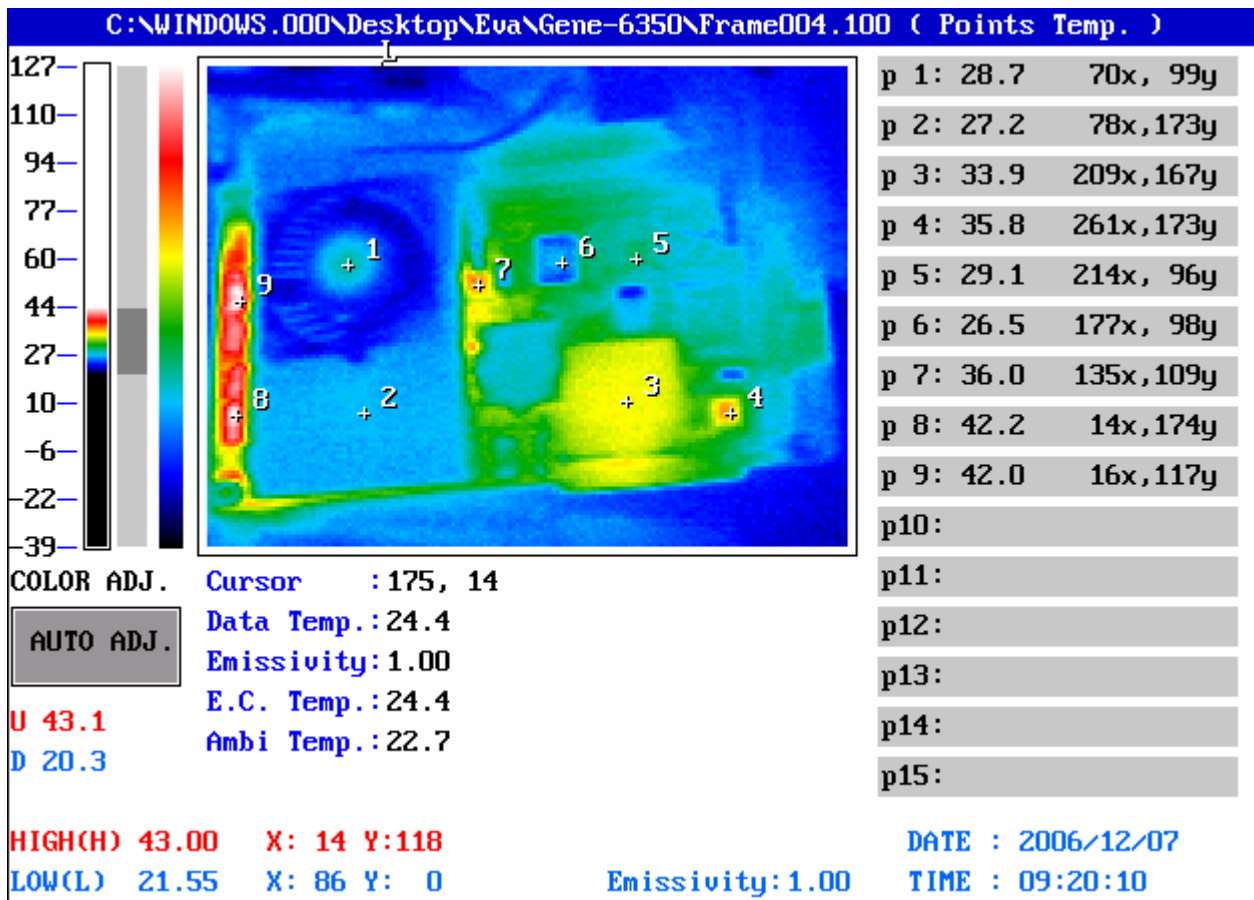 C:\WINDOWS.000\Desktop\Eva\Gene-6350\Frame004.100 ( Points Temp. )
127
110
94
77
60
44
27
10
-6
-22
-39
1
2
3
4
5
6
7
8
9
p 1: 28.7 70x, 99y
p 2: 27.2 78x,173y
p 3: 33.9 209x,167y
p 4: 35.8 261x,173y
p 5: 29.1 214x, 96y
p 6: 26.5 177x, 98y
p 7: 36.0 135x,109y
p 8: 42.2 14x,174y
p 9: 42.0 16x,117y
p10:
p11:
p12:
p13:
p14:
p15:
COLOR ADJ.
AUTO ADJ.
U 43.1
D 20.3
Cursor :175, 14
Data Temp.:24.4
Emissivity:1.00
E.C. Temp.:24.4
Ambi Temp.:22.7
HIGH(H) 43.00 X: 14 Y:118
LOW(L) 21.55 X: 86 Y: 0
Emissivity:1.00
DATE : 2006/12/07
TIME : 09:20:10